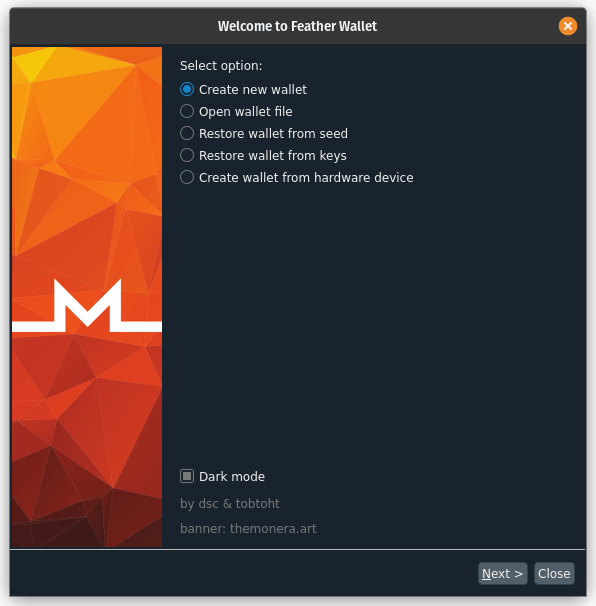 Welcome to Feather Wallet
Select option:
Create new wallet
Open wallet file
Restore wallet from seed
Restore wallet from keys
Create wallet from hardware device
Dark mode
by dsc & tobtoht
banner: themonera.art
Next > Close